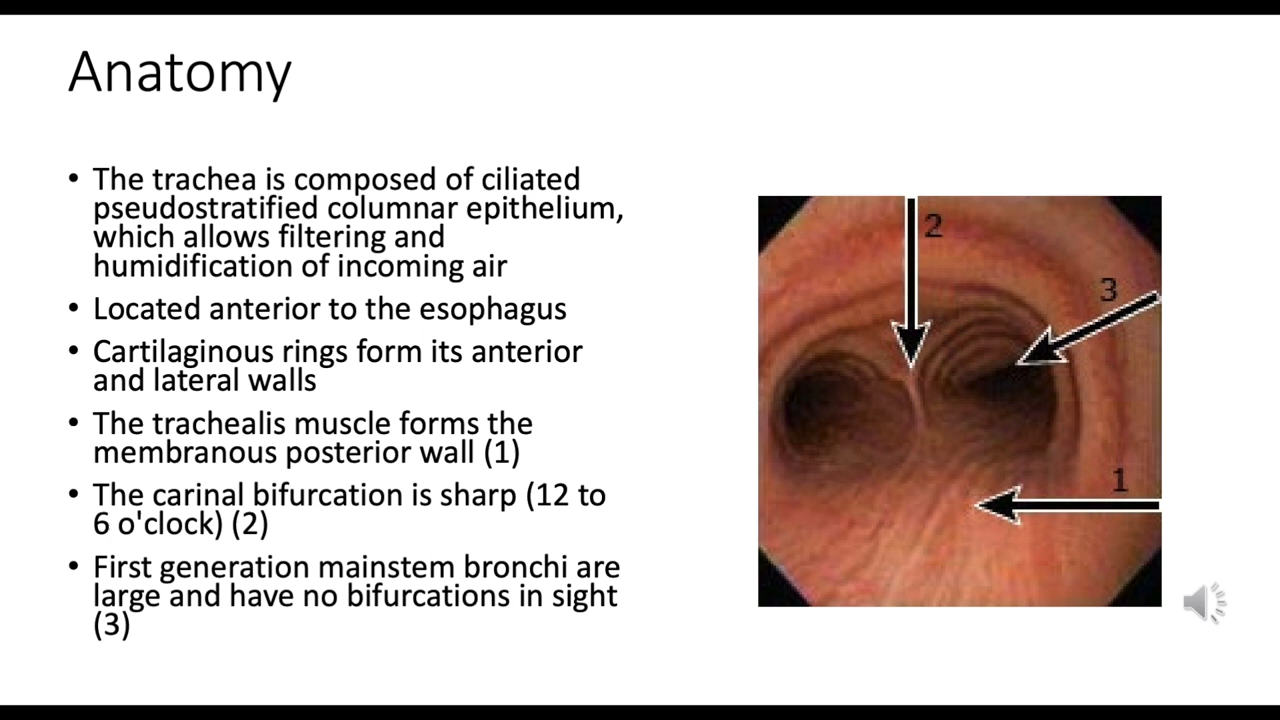 Anatomy
• The trachea is composed of ciliated
pseudostratified columnar epithelium,
which allows filtering and
humidification of incoming air
• Located anterior to the esophagus
• Cartilaginous rings form its anterior
and lateral walls
• The trachealis muscle forms the
membranous posterior wall (1)
• The carinal bifurcation is sharp (12 to
6 o'clock) (2)
• First generation mainstem bronchi are
large and have no bifurcations in sight
(3)
2
3
1